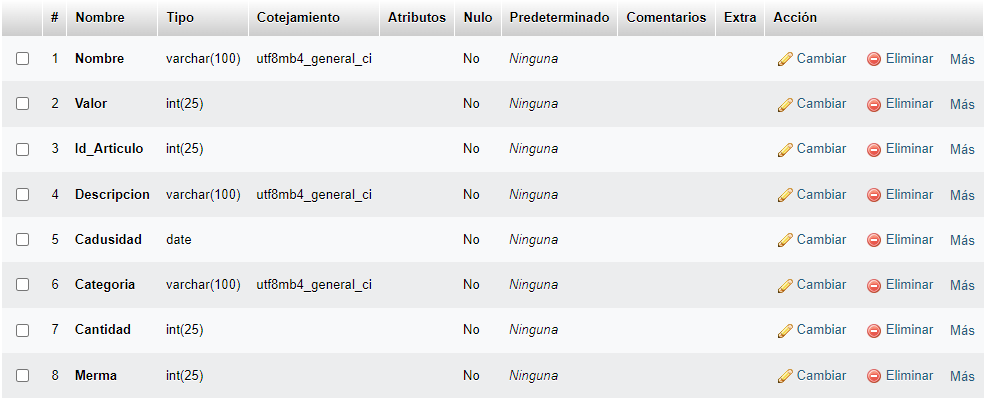 # Nombre Tipo Cotejamiento Atributos Nulo Predeterminado Comentarios Extra Acción
1 Nombre varchar(100) utf8mb4_general_ci No Ninguna Cambiar Eliminar Más
2 Valor int(25) No Ninguna Cambiar Eliminar Más
3 Id_Articulo int(25) No Ninguna Cambiar Eliminar Más
4 Descripcion varchar(100) utf8mb4_general_ci No Ninguna Cambiar Eliminar Más
5 Cadusidad date No Ninguna Cambiar Eliminar Más
6 Categoria varchar(100) utf8mb4_general_ci No Ninguna Cambiar Eliminar Más
7 Cantidad int(25) No Ninguna Cambiar Eliminar Más
8 Merma int(25) No Ninguna Cambiar Eliminar Más